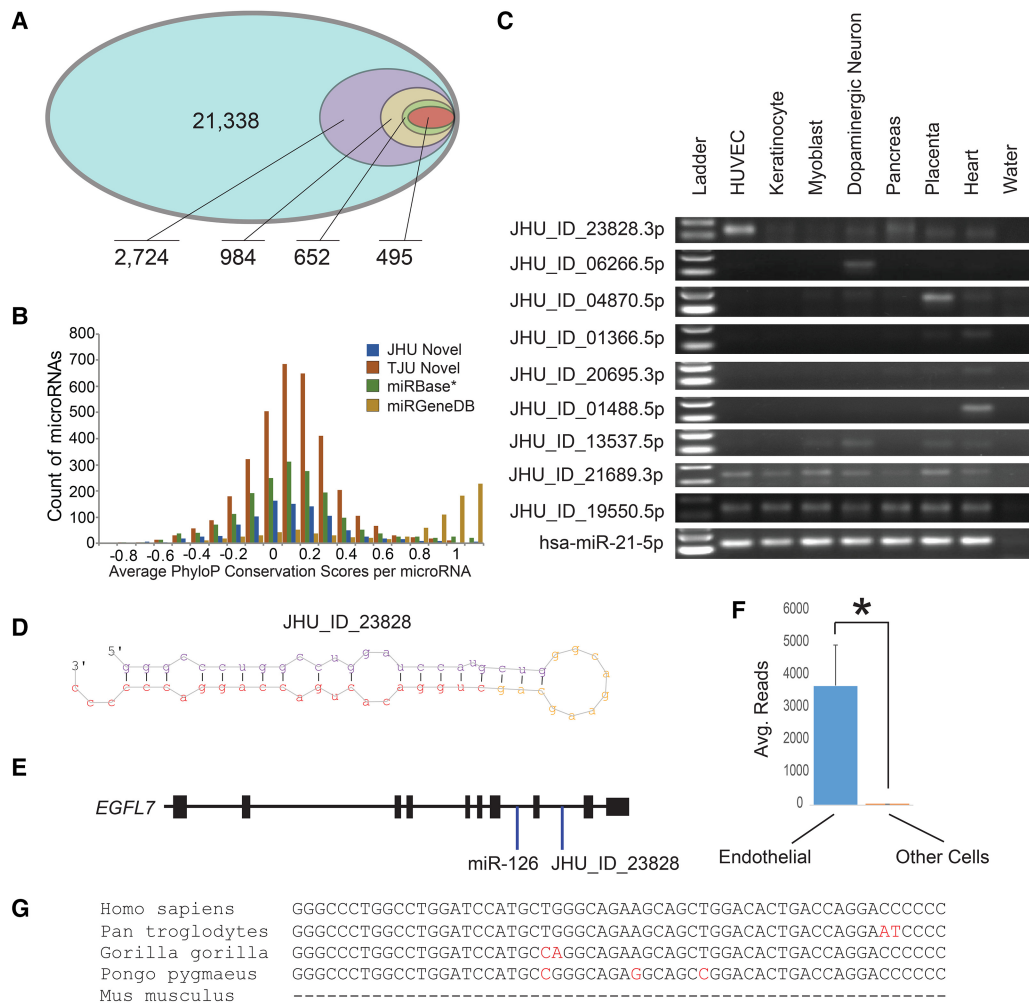 A
21,338
2,724
984
652
495
B
Count of microRNAs
800
700
600
500
400
300
200
100
0
JHU Novel
TJU Novel
miRBase*
miRGeneDB
-0.8 -0.6 -0.4 -0.2 0 0.2 0.4 0.6 0.8 1
Average PhyloP Conservation Scores per microRNA
C
Ladder
HUVEC
Keratinocyte
Myoblast
Dopaminergic Neuron
Pancreas
Placenta
Heart
Water
JHU_ID_23828.3p
JHU_ID_06266.5p
JHU_ID_04870.5p
JHU_ID_01366.5p
JHU_ID_20695.3p
JHU_ID_01488.5p
JHU_ID_13537.5p
JHU_ID_21689.3p
JHU_ID_19550.5p
hsa-miR-21-5p
D
JHU_ID_23828
5'
gggcccuggccuggauccaugcugggcagaagcagcuggacacugaccaggacccccc
3'
E
EGFL7
miR-126
JHU_ID_23828
F
Avg. Reads
6000
5000
4000
3000
2000
1000
0
*
Endothelial
Other Cells
G
Homo sapiens GGGCCCTGGCCTGGATCCATGCTGGGCAGAAGCAGCTGGACACTGACCAGGACCCCCC
Pan troglodytes GGGCCCTGGCCTGGATCCATGCTGGGCAGAAGCAGCTGGACACTGACCAGGAATCCCC
Gorilla gorilla GGGCCCTGGCCTGGATCCATGCCAGGCAGAAGCAGCTGGACACTGACCAGGACCCCCC
Pongo pygmaeus GGGCCCTGGCCTGGATCCATGCCGGGCAGAGGCAGCCGGACACTGACCAGGACCCCCC
Mus musculus ----------------------------------------------------------